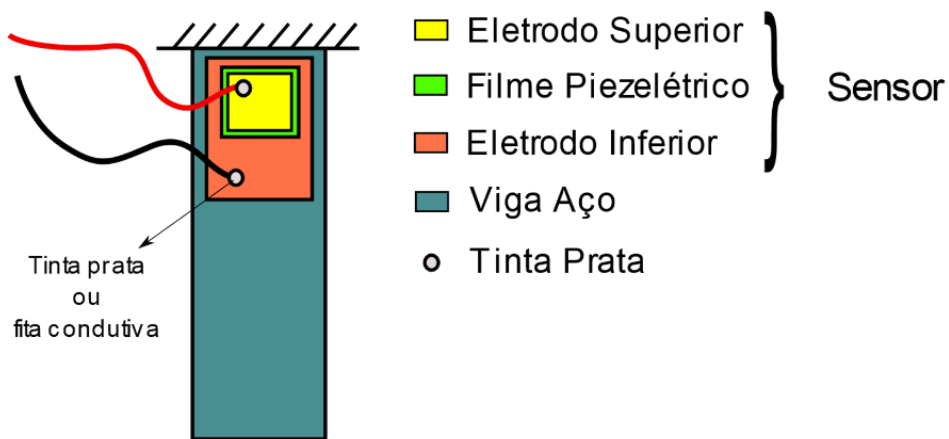 Eletrodo Superior
Filme Piezelétrico
Eletrodo Inferior
Sensor
Viga Aço
Tinta Prata
Tinta prata
ou
fita condutiva